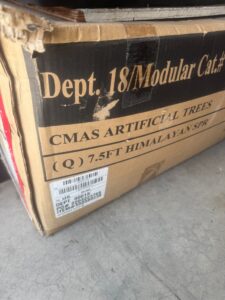 Dept. 18/Modular Cat.#
CMAS ARTIFICIAL TREES
(Q) 7.5FT HIMALAYAN SPR